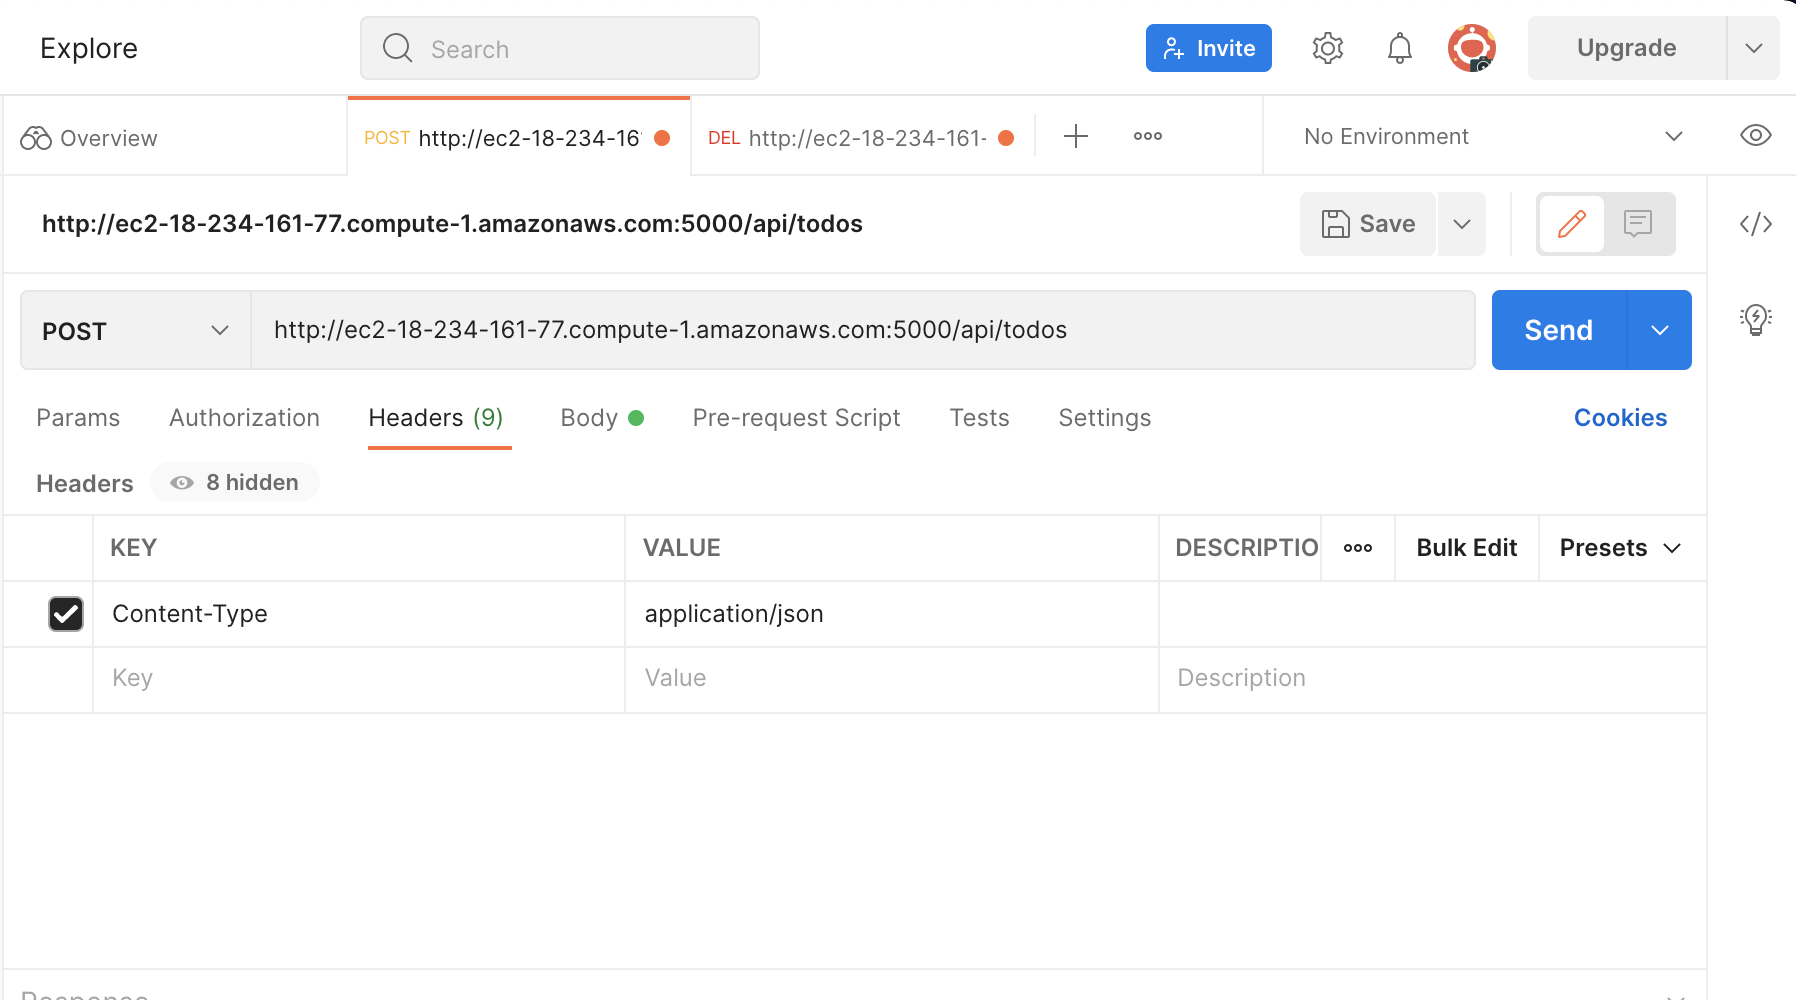 Explore
Search
Invite
Upgrade
Overview
POST http://ec2-18-234-16
DEL http://ec2-18-234-161-
No Environment
http://ec2-18-234-161-77.compute-1.amazonaws.com:5000/api/todos
Save
POST
http://ec2-18-234-161-77.compute-1.amazonaws.com:5000/api/todos
Send
Params Authorization Headers (9) Body Pre-request Script Tests Settings Cookies
Headers 8 hidden
KEY VALUE DESCRIPTIO Bulk Edit Presets
Content-Type application/json
Key Value Description
Response